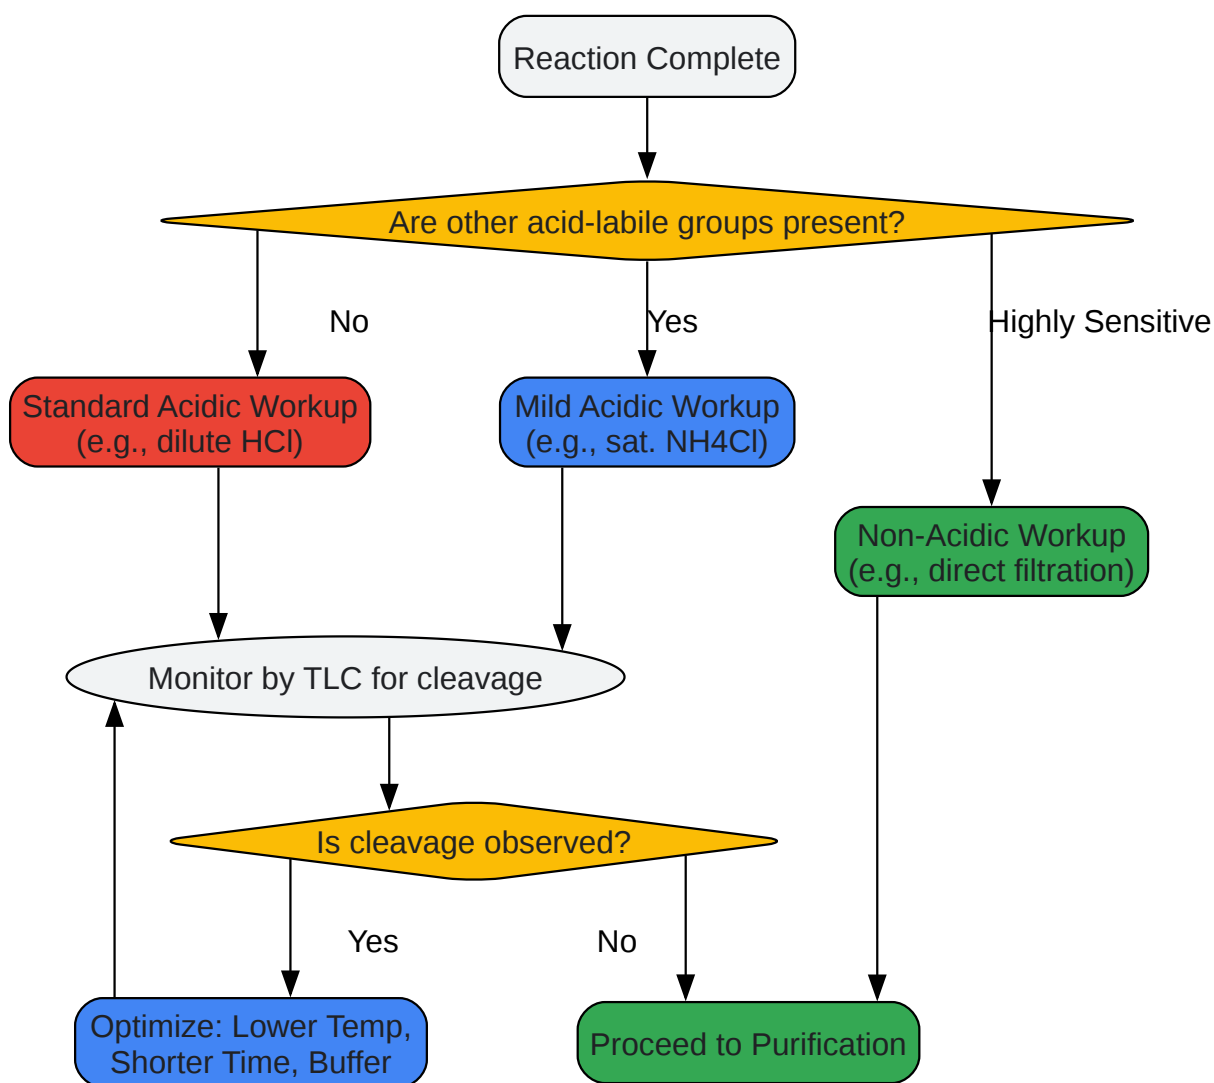 Reaction Complete
Are other acid-labile groups present?
No
Yes
Highly Sensitive
Standard Acidic Workup
(e.g., dilute HCl)
Mild Acidic Workup
(e.g., sat. NH4Cl)
Non-Acidic Workup
(e.g., direct filtration)
Monitor by TLC for cleavage
Is cleavage observed?
Yes
No
Optimize: Lower Temp,
Shorter Time, Buffer
Proceed to Purification